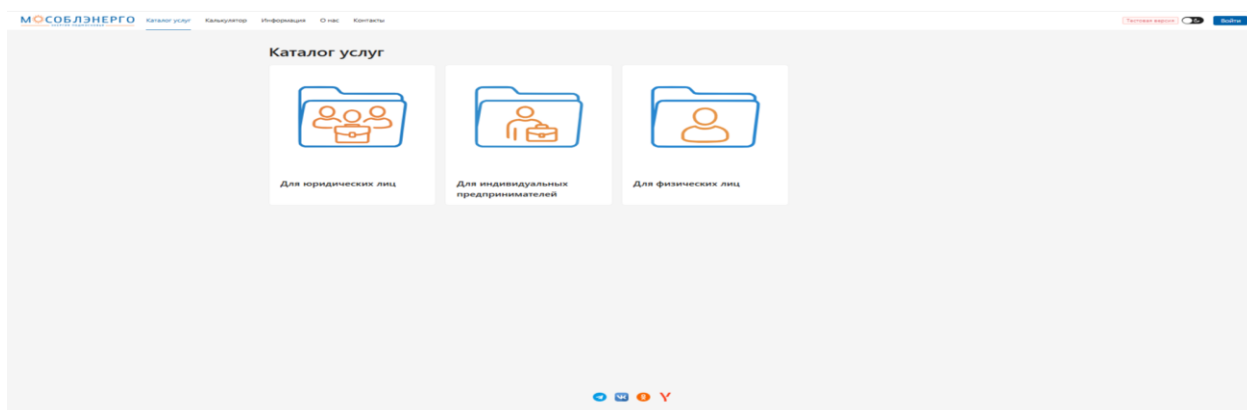 МОСОБЛЭНЕРГО Каталог услуг Калькулятор Информация О нас Контакты Тестовая версия Войти
Каталог услуг
Для юридических лиц Для индивидуальных предпринимателей Для физических лиц